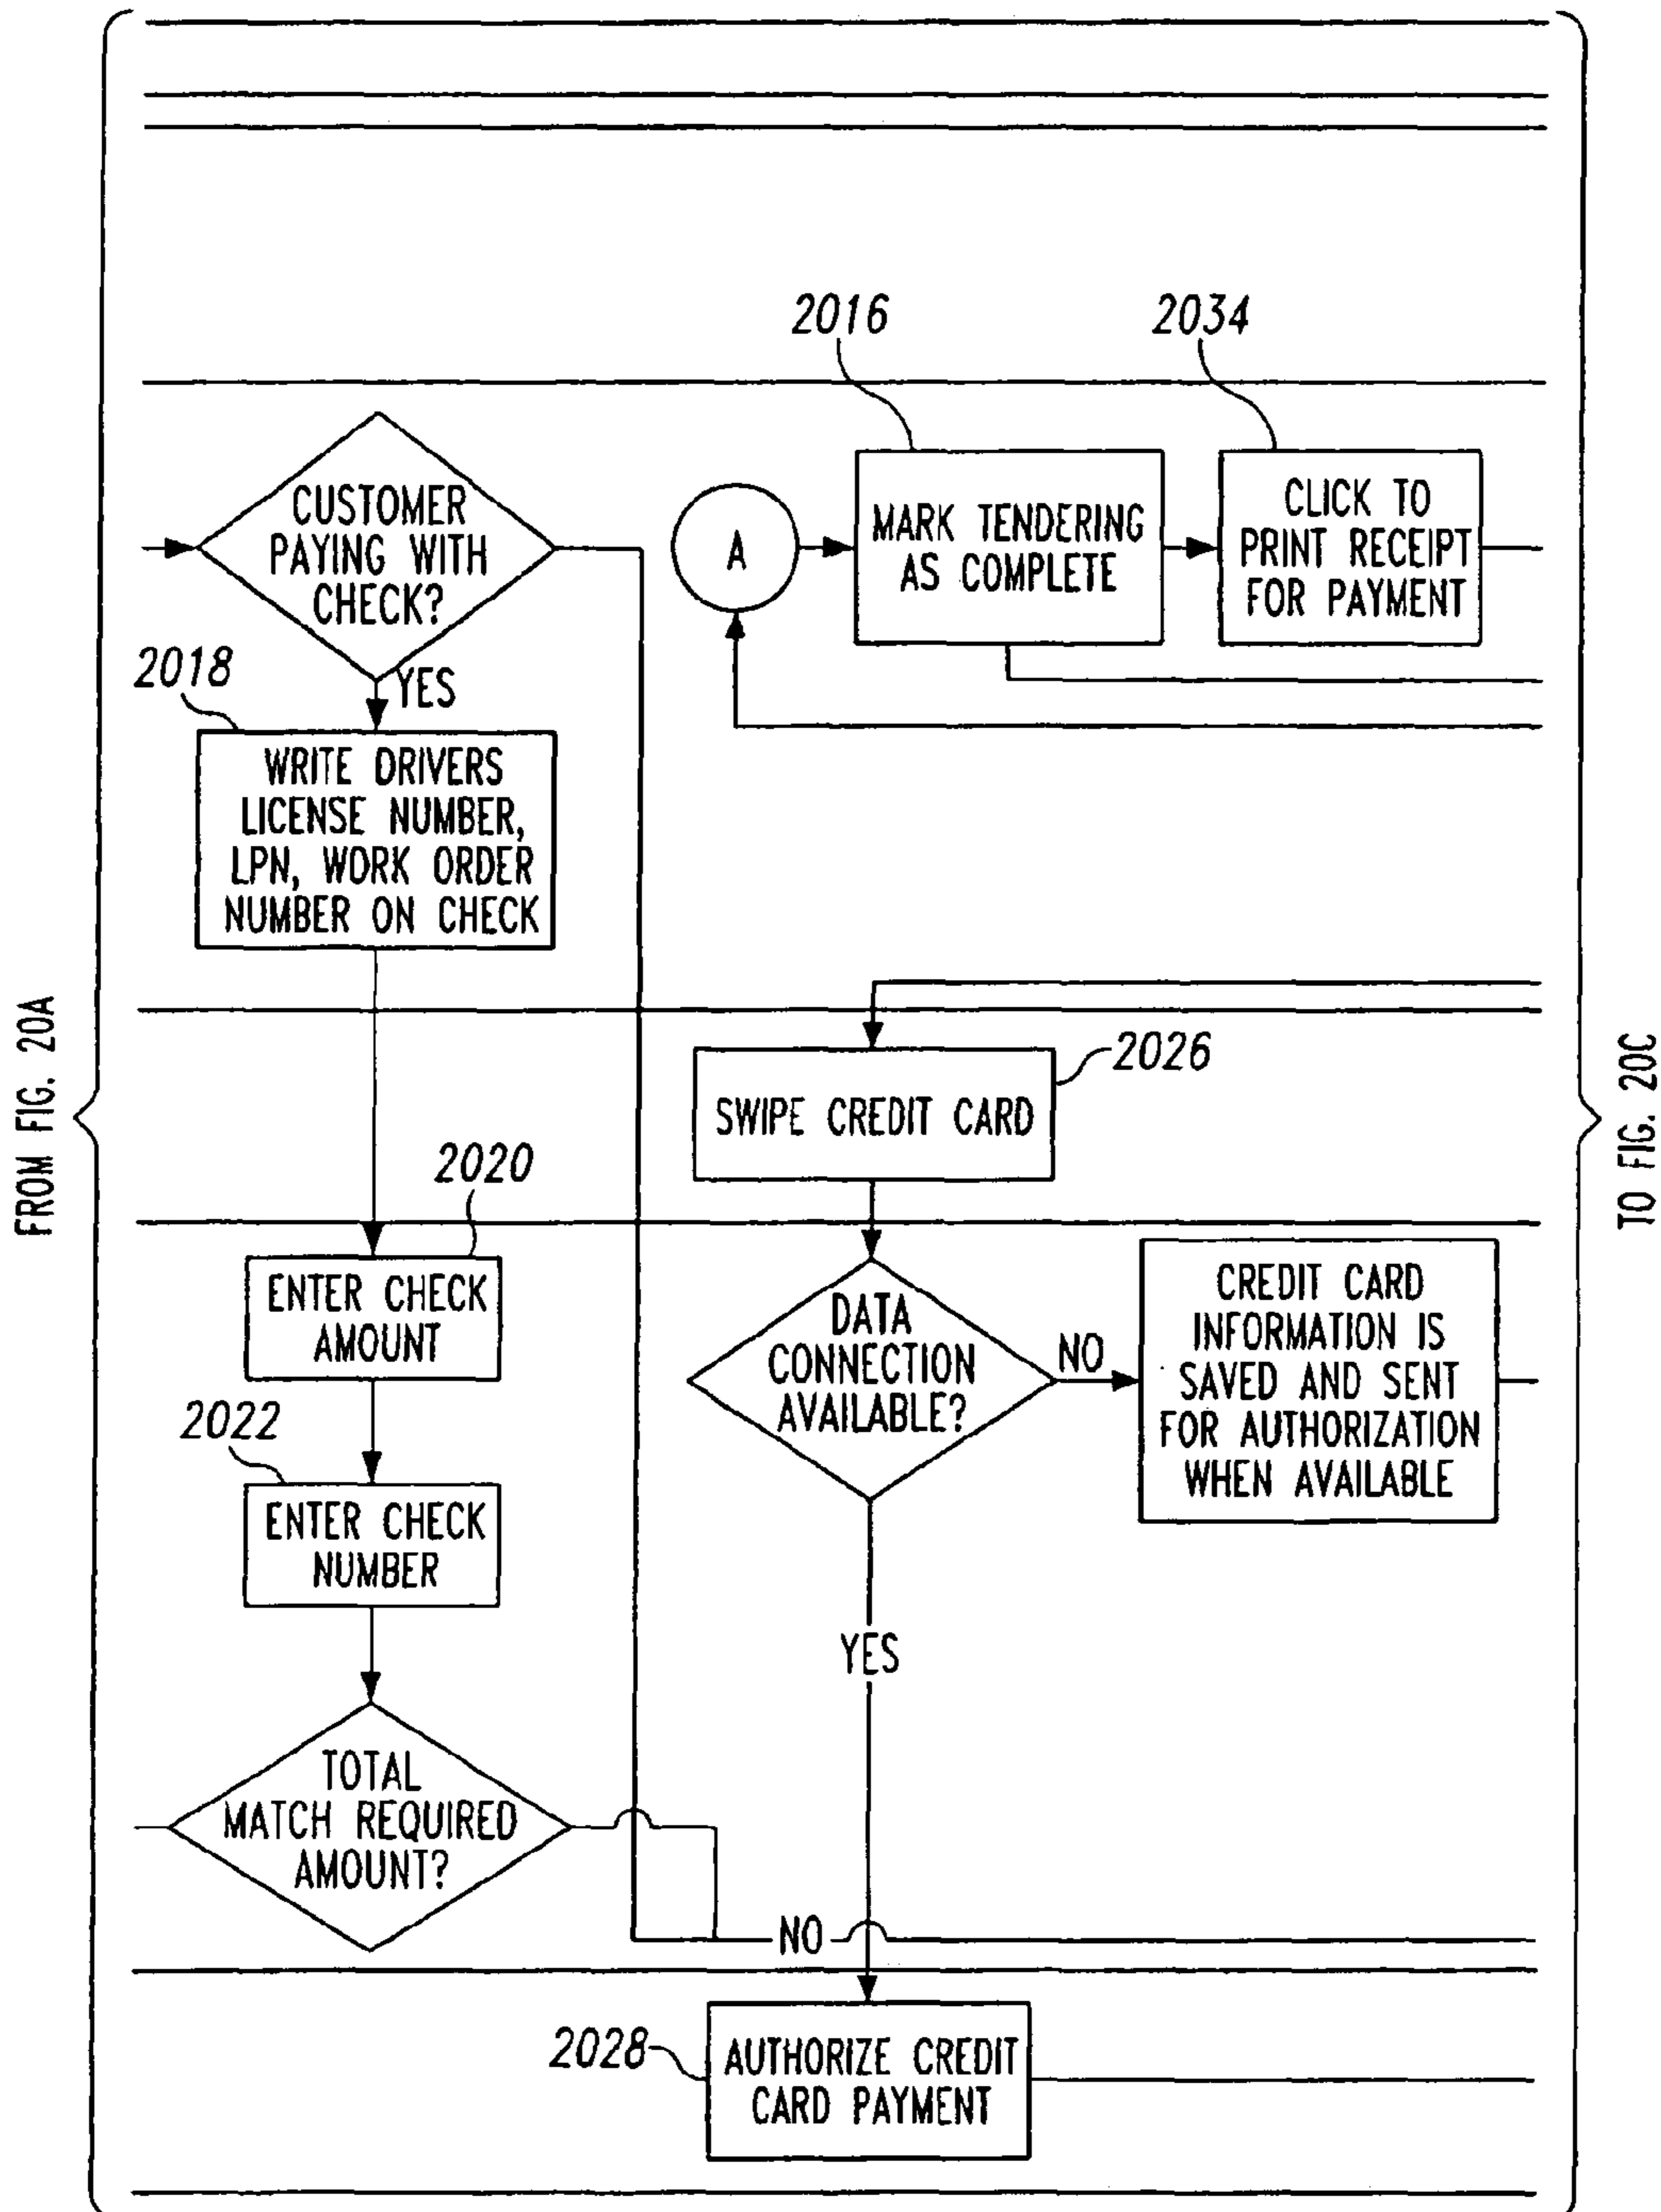 2016
2034
CUSTOMER
PAYING WITH
CHECK?
A
MARK TENDERING
AS COMPLETE
CLICK TO
PRINT RECEIPT
FOR PAYMENT
2018
YES
WRITE DRIVERS
LICENSE NUMBER,
LPN, WORK ORDER
NUMBER ON CHECK
FROM FIG. 20A
TO FIG. 20C
2026
SWIPE CREDIT CARD
2020
ENTER CHECK
AMOUNT
DATA
CONNECTION
AVAILABLE?
NO
CREDIT CARD
INFORMATION IS
SAVED AND SENT
FOR AUTHORIZATION
WHEN AVAILABLE
2022
ENTER CHECK
NUMBER
YES
TOTAL
MATCH REQUIRED
AMOUNT?
NO
2028
AUTHORIZE CREDIT
CARD PAYMENT